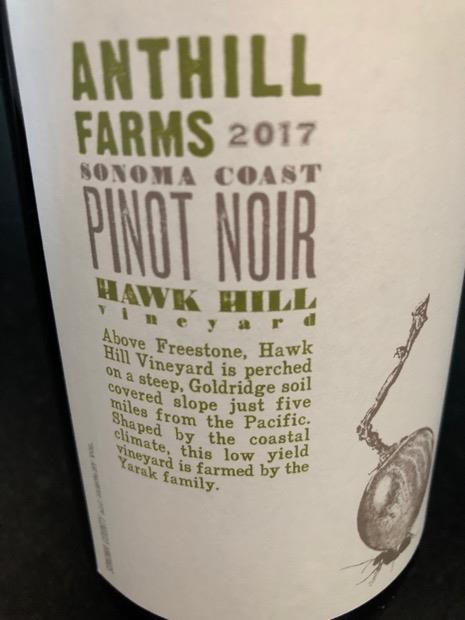 ANTHILL
FARMS 2017
SONOMA COAST
PINOT NOIR
HAWK HILL
vineyard
Above Freestone, Hawk
Hill Vineyard is perched
on a steep, Goldridge soil
covered slope just five
miles from the Pacific.
Shaped by the coastal
climate, this low yield
vineyard is farmed by the
Yarak family.